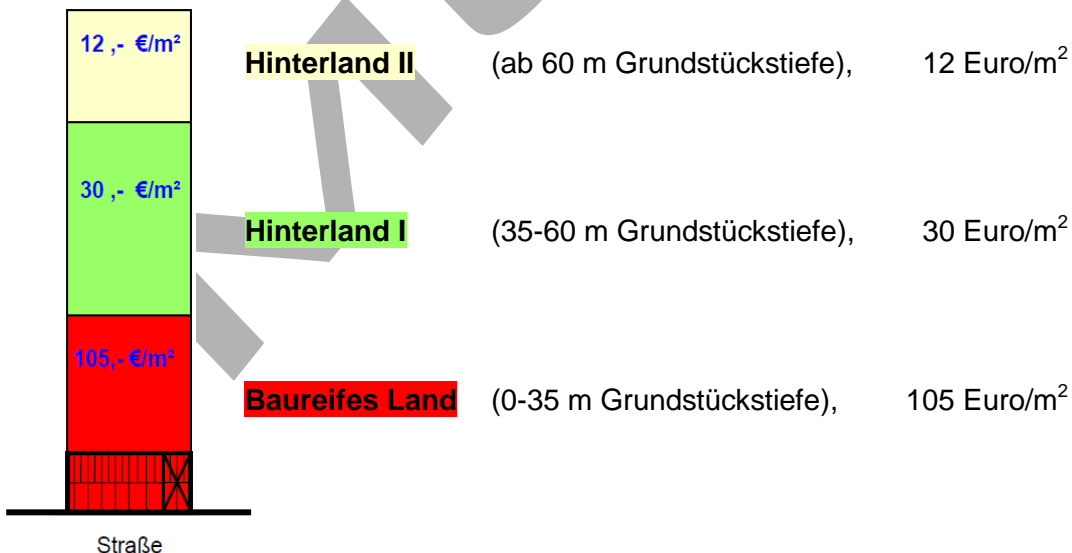 12 ,- €/m²
Hinterland II (ab 60 m Grundstückstiefe), 12 Euro/m²
30 ,- €/m²
Hinterland I (35-60 m Grundstückstiefe), 30 Euro/m²
105,- €/m²
Baureifes Land (0-35 m Grundstückstiefe), 105 Euro/m²
Straße